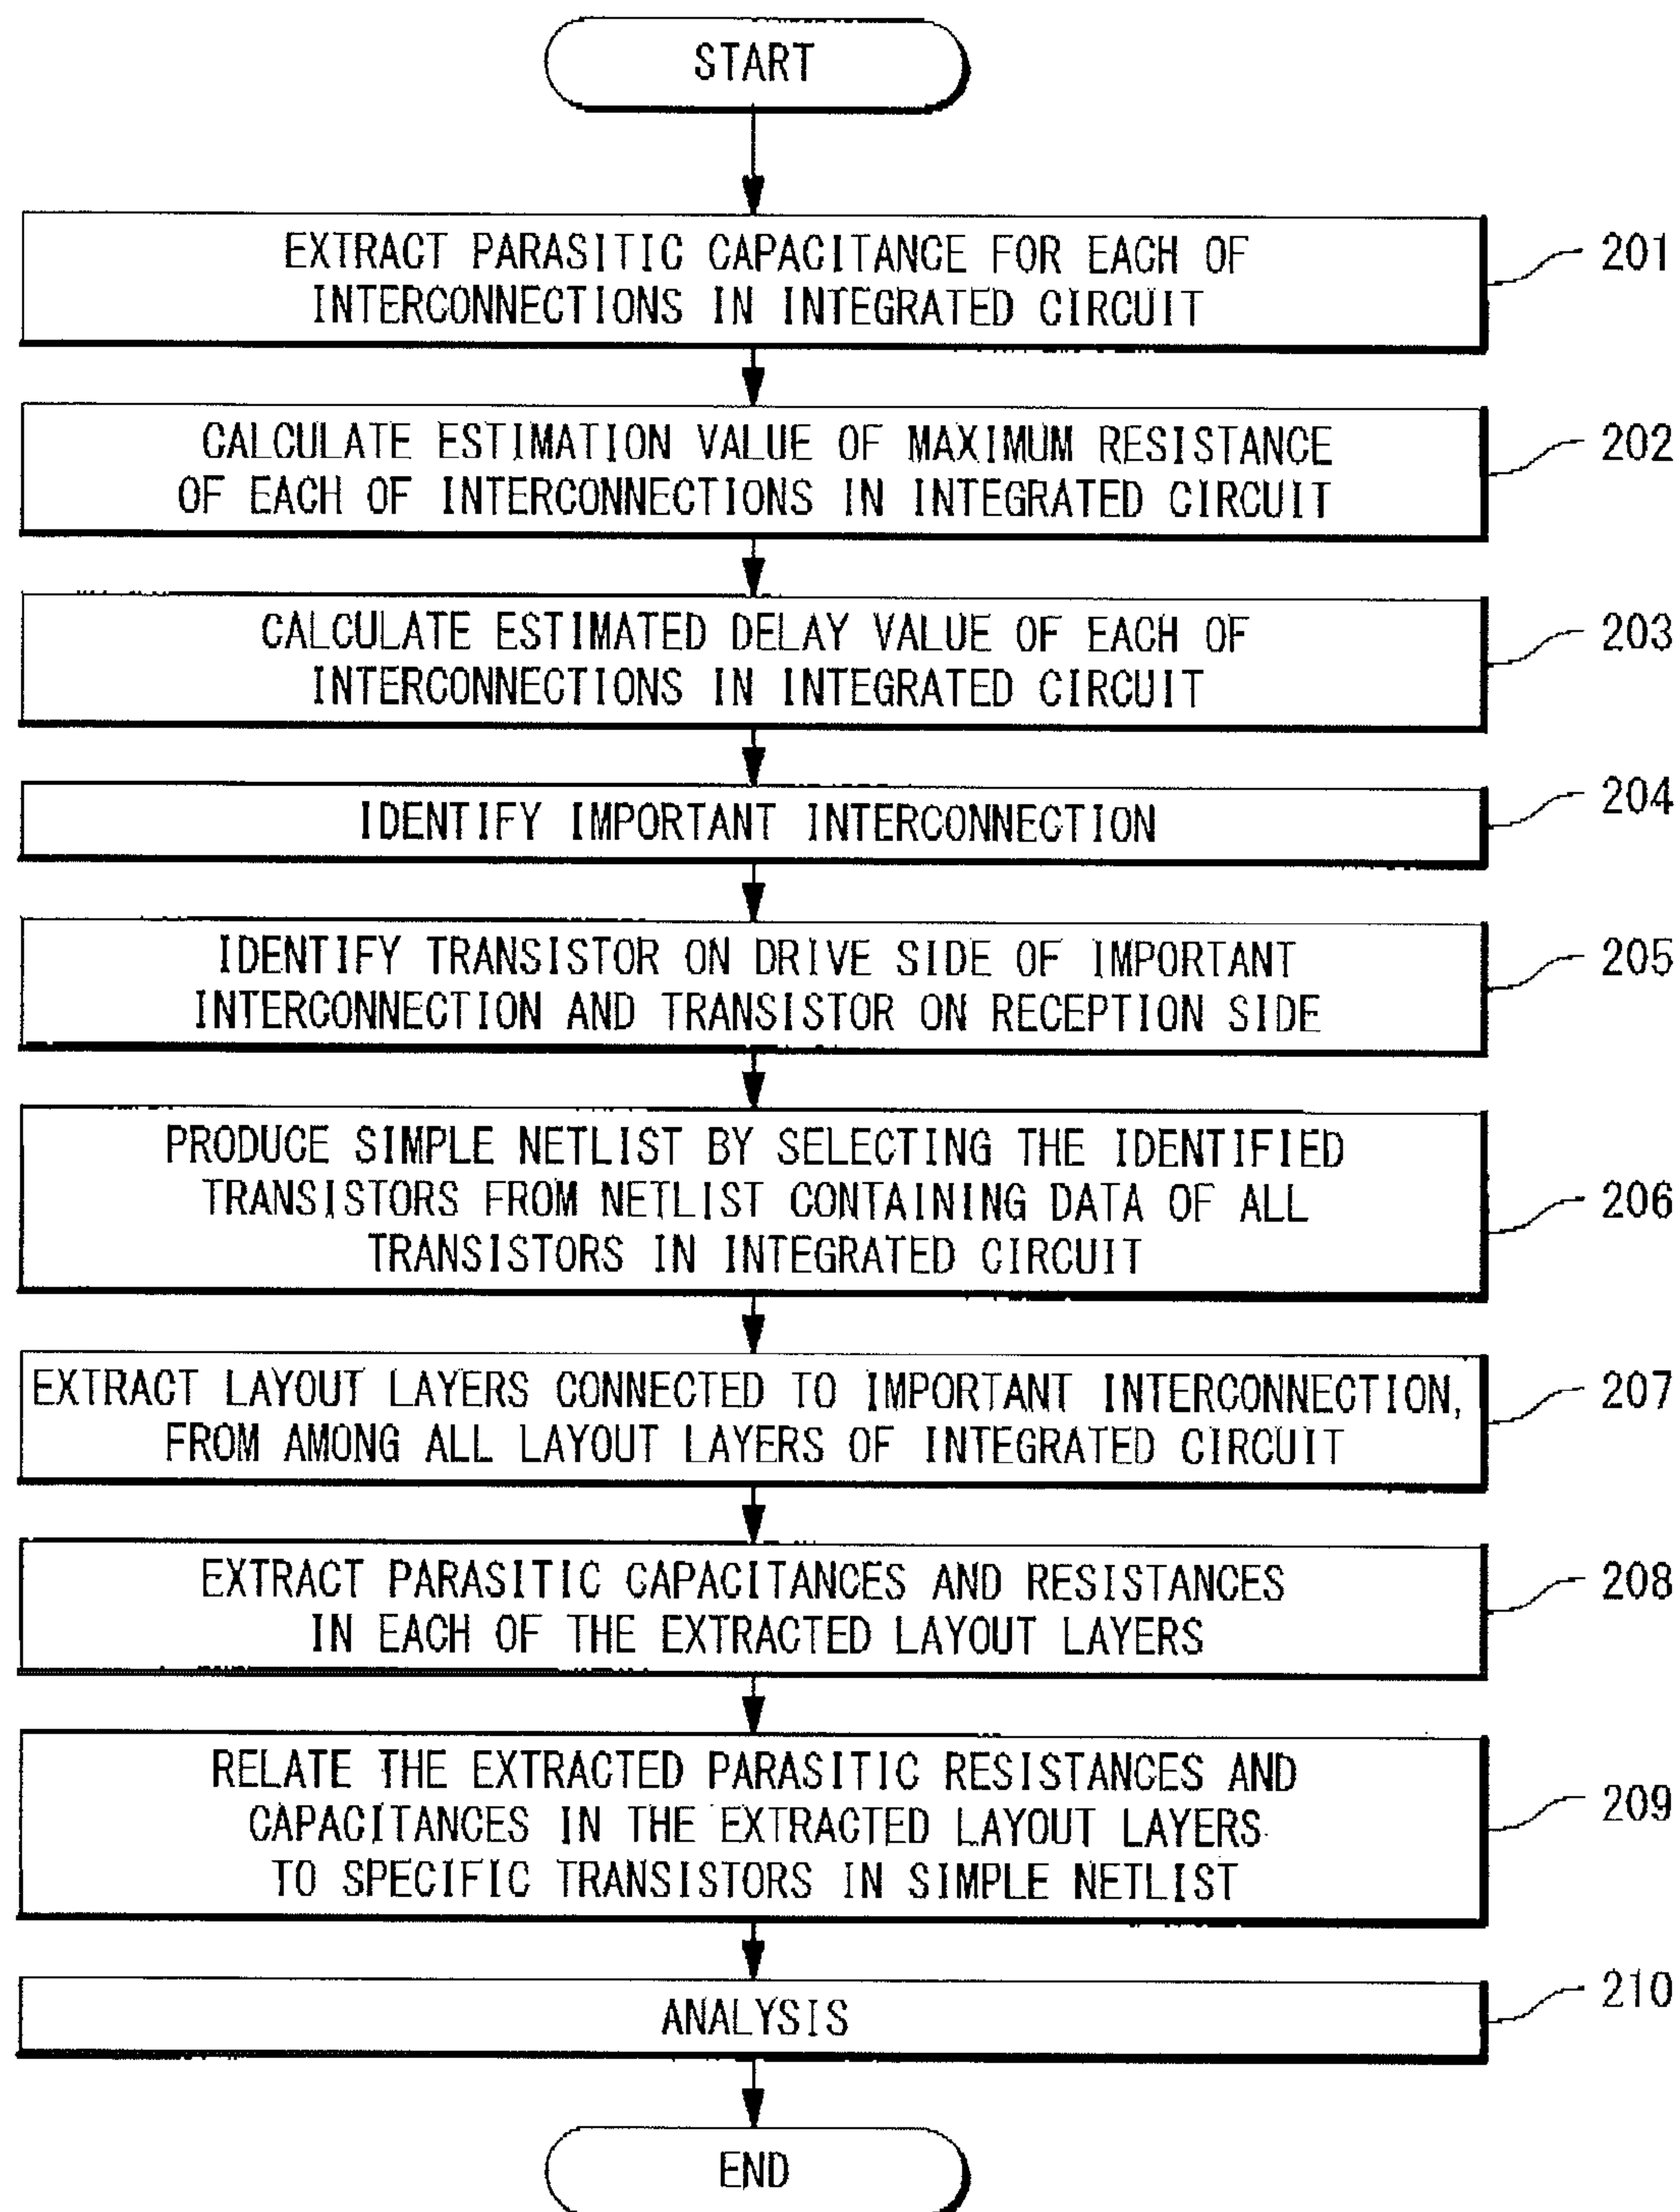 START
EXTRACT PARASITIC CAPACITANCE FOR EACH OF
INTERCONNECTIONS IN INTEGRATED CIRCUIT
201
CALCULATE ESTIMATION VALUE OF MAXIMUM RESISTANCE
OF EACH OF INTERCONNECTIONS IN INTEGRATED CIRCUIT
202
CALCULATE ESTIMATED DELAY VALUE OF EACH OF
INTERCONNECTIONS IN INTEGRATED CIRCUIT
203
IDENTIFY IMPORTANT INTERCONNECTION
204
IDENTIFY TRANSISTOR ON DRIVE SIDE OF IMPORTANT
INTERCONNECTION AND TRANSISTOR ON RECEPTION SIDE
205
PRODUCE SIMPLE NETLIST BY SELECTING THE IDENTIFIED
TRANSISTORS FROM NETLIST CONTAINING DATA OF ALL
TRANSISTORS IN INTEGRATED CIRCUIT
206
EXTRACT LAYOUT LAYERS CONNECTED TO IMPORTANT INTERCONNECTION,
FROM AMONG ALL LAYOUT LAYERS OF INTEGRATED CIRCUIT
207
EXTRACT PARASITIC CAPACITANCES AND RESISTANCES
IN EACH OF THE EXTRACTED LAYOUT LAYERS
208
RELATE THE EXTRACTED PARASITIC RESISTANCES AND
CAPACITANCES IN THE EXTRACTED LAYOUT LAYERS
TO SPECIFIC TRANSISTORS IN SIMPLE NETLIST
209
ANALYSIS
210
END